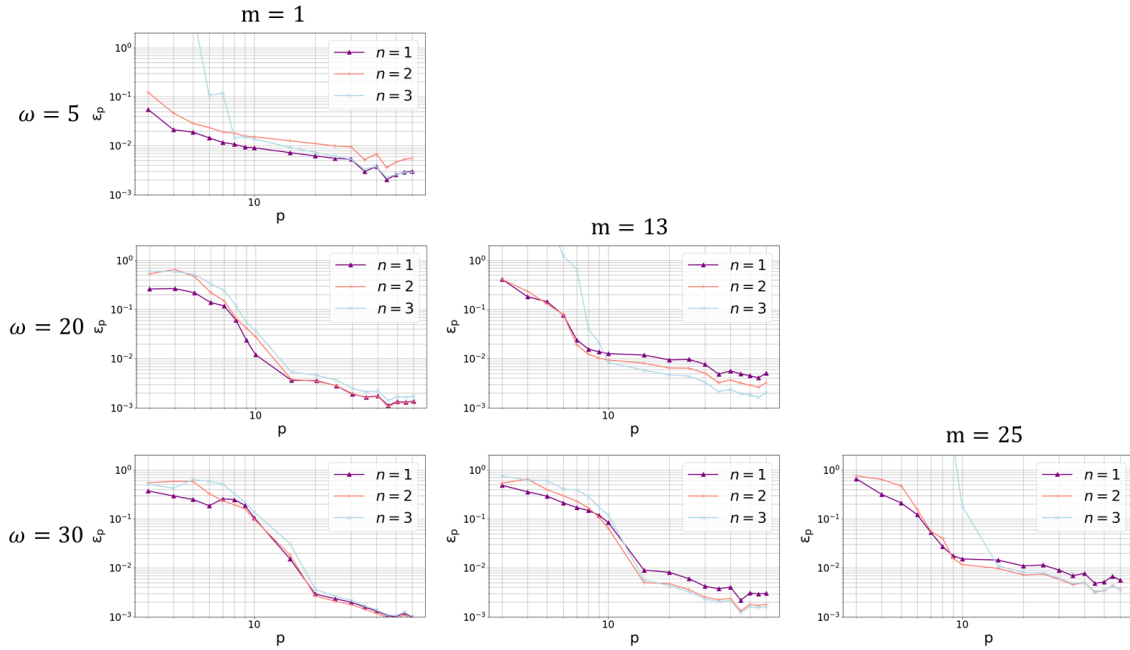 m = 1
10⁰
10⁻¹
10⁻²
10⁻³
εₚ
n = 1
n = 2
n = 3
ω = 5
10
p
m = 13
10⁰
10⁻¹
10⁻²
10⁻³
εₚ
n = 1
n = 2
n = 3
ω = 20
10
p
10⁰
10⁻¹
10⁻²
10⁻³
εₚ
n = 1
n = 2
n = 3
10
p
m = 25
10⁰
10⁻¹
10⁻²
10⁻³
εₚ
n = 1
n = 2
n = 3
ω = 30
10
p
10⁰
10⁻¹
10⁻²
10⁻³
εₚ
n = 1
n = 2
n = 3
10
p
10⁰
10⁻¹
10⁻²
10⁻³
εₚ
n = 1
n = 2
n = 3
10
p